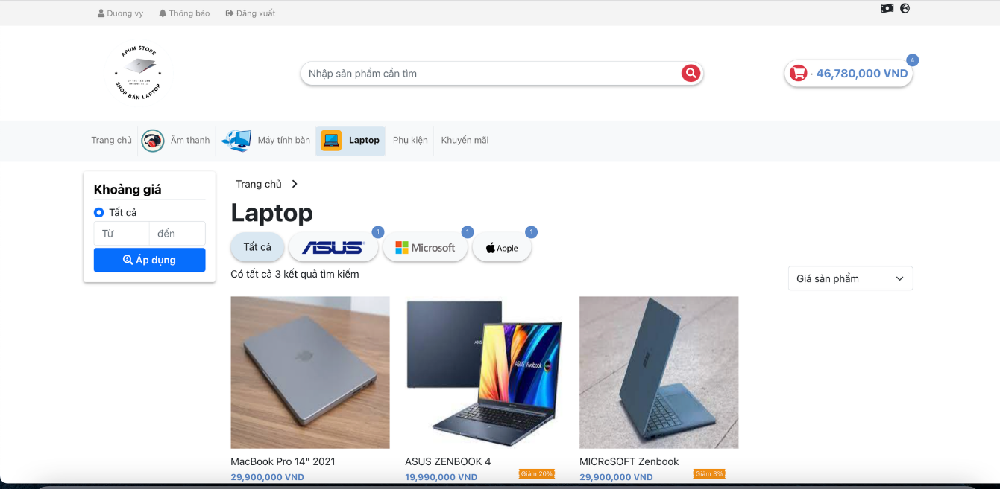 Duong vy Thông báo Đăng xuất
APUM STORE
SHOP BÁN LAPTOP
Nhập sản phẩm cần tìm
4
· 46,780,000 VND
Trang chủ Âm thanh Máy tính bàn Laptop Phụ kiện Khuyến mãi
Khoảng giá
Tất cả
Từ đến
Áp dụng
Trang chủ
Laptop
Tất cả ASUS 1 Microsoft 1 Apple 1
Có tất cả 3 kết quả tìm kiếm
Giá sản phẩm
ASUS
ASUS Vivobook
MacBook Pro 14" 2021
29,900,000 VND
ASUS ZENBOOK 4
19,990,000 VND Giảm 20%
MICRoSOFT Zenbook
29,900,000 VND Giảm 3%